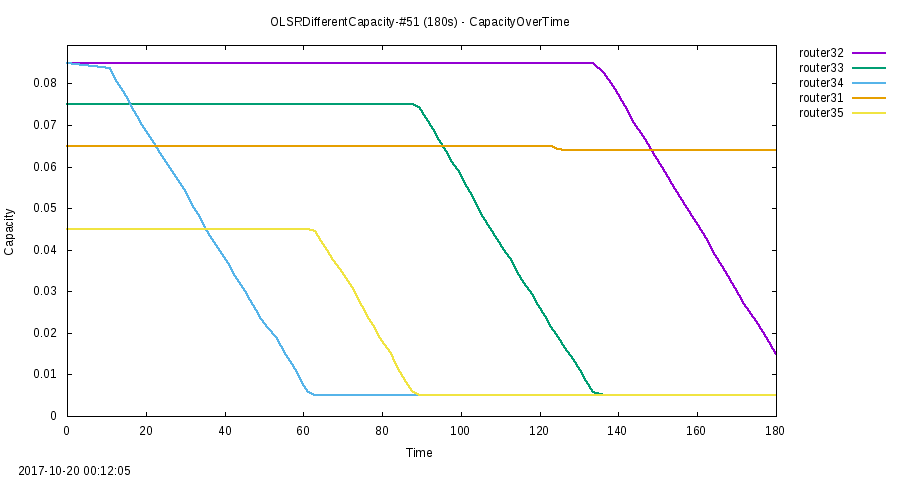 OLSRDifferentCapacity-#51 (180s) - CapacityOverTime
router32
router33
router34
router31
router35
0.08
0.07
0.06
0.05
0.04
0.03
0.02
0.01
0
Capacity
0 20 40 60 80 100 120 140 160 180
Time
2017-10-20 00:12:05